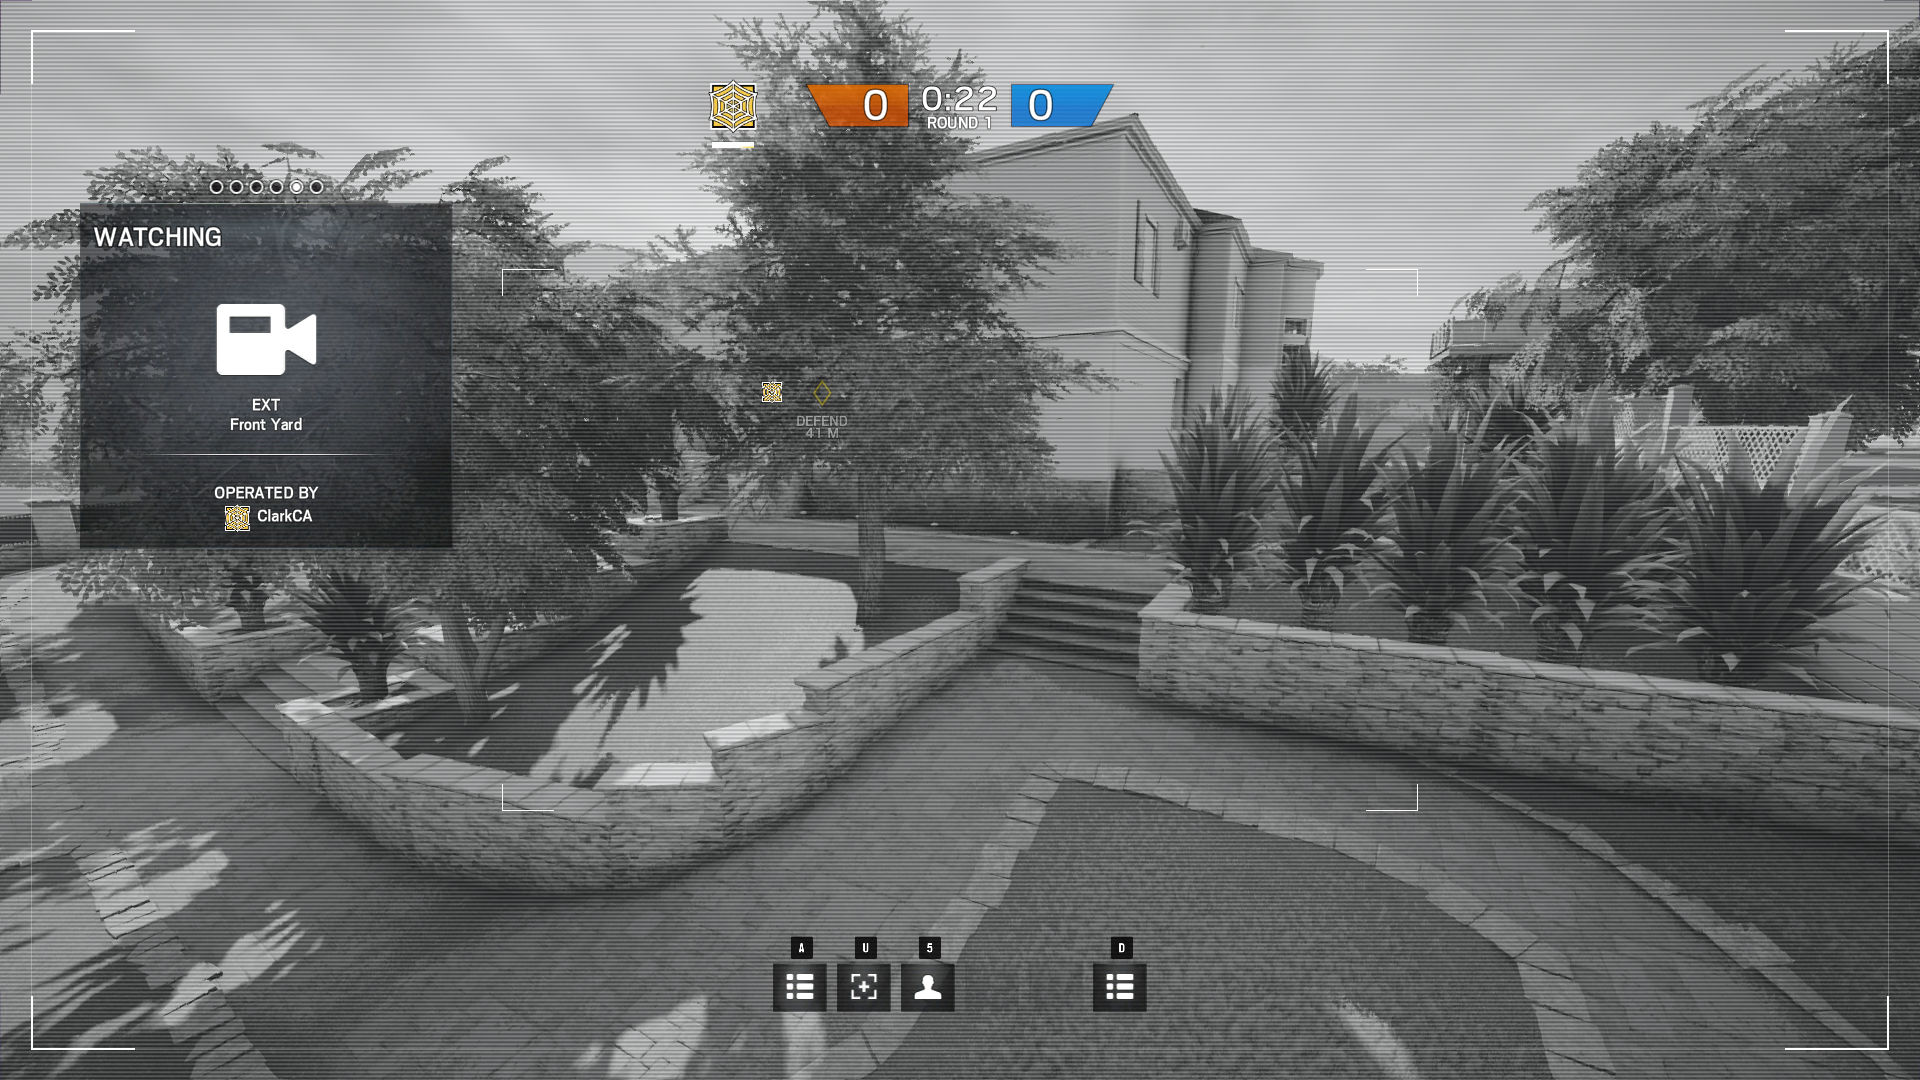 0
0:22
ROUND 1
0
WATCHING
EXT
Front Yard
OPERATED BY
ClarkCA
DEFEND
41 M
A
U
5
D